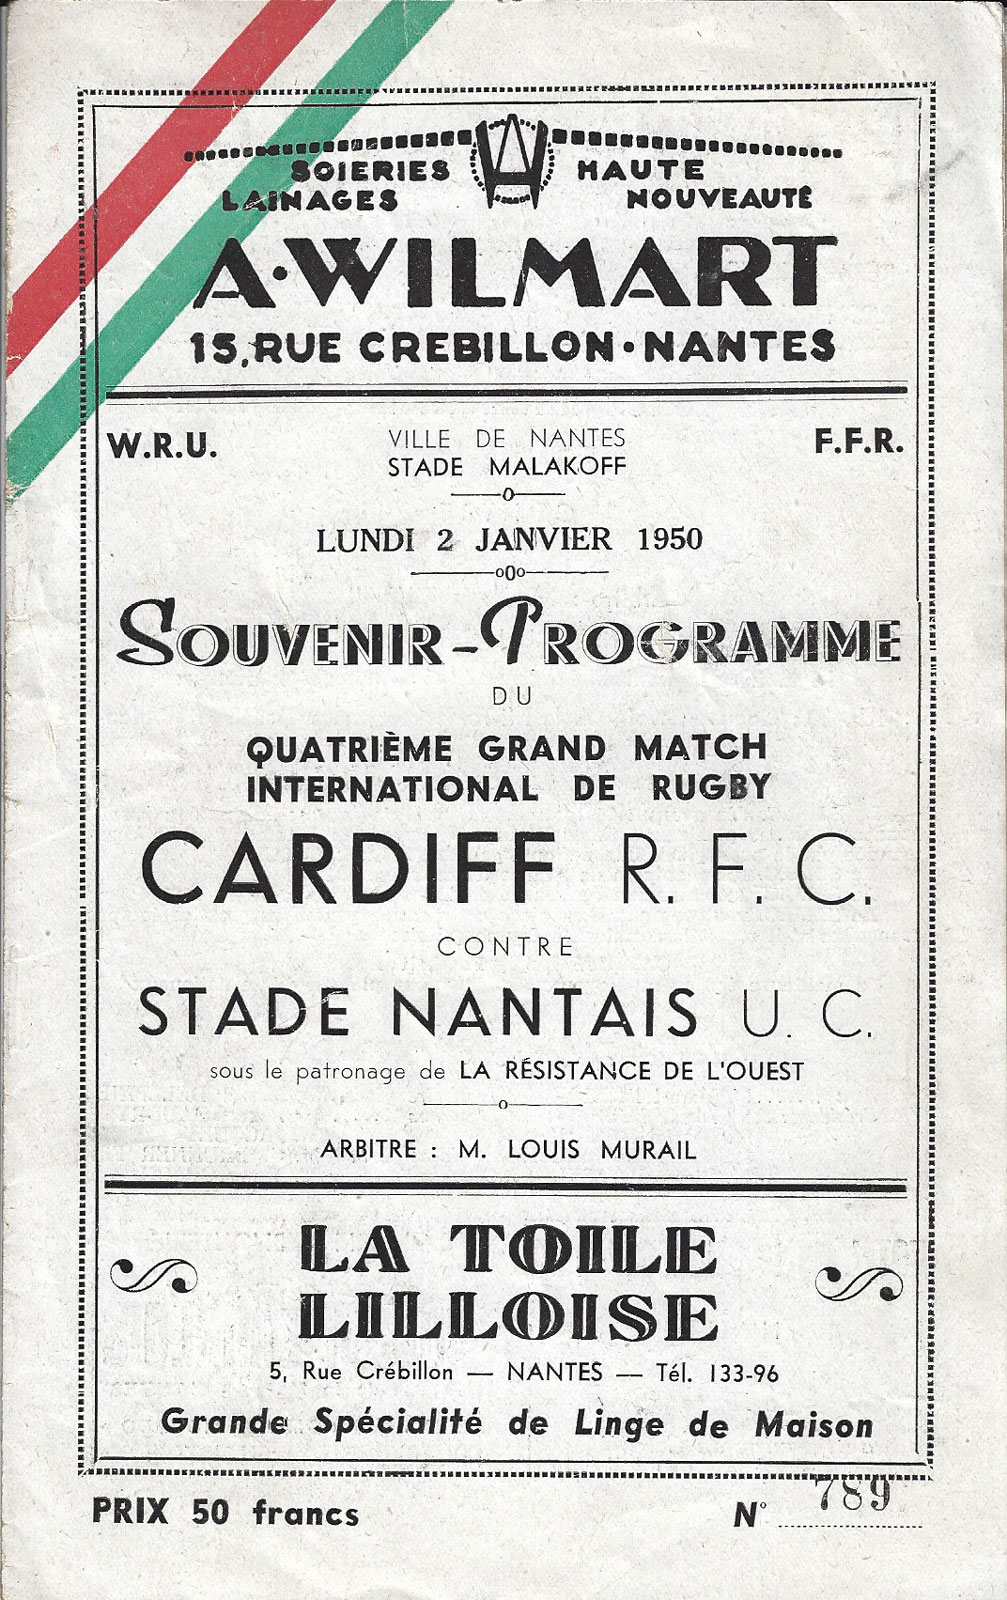 SOIERIES HAUTE
LAINAGES NOUVEAUTÉ
A·WILMART
15, RUE CREBILLON · NANTES
W.R.U.
VILLE DE NANTES
F.F.R.
STADE MALAKOFF
LUNDI 2 JANVIER 1950
SOUVENIR-PROGRAMME
DU
QUATRIÈME GRAND MATCH
INTERNATIONAL DE RUGBY
CARDIFF R. F. C.
CONTRE
STADE NANTAIS U. C.
sous le patronage de LA RÉSISTANCE DE L'OUEST
ARBITRE : M. LOUIS MURAIL
LA TOILE
LILLOISE
5, Rue Crébillon — NANTES — Tél. 133-96
Grande Spécialité de Linge de Maison
PRIX 50 francs N° 789